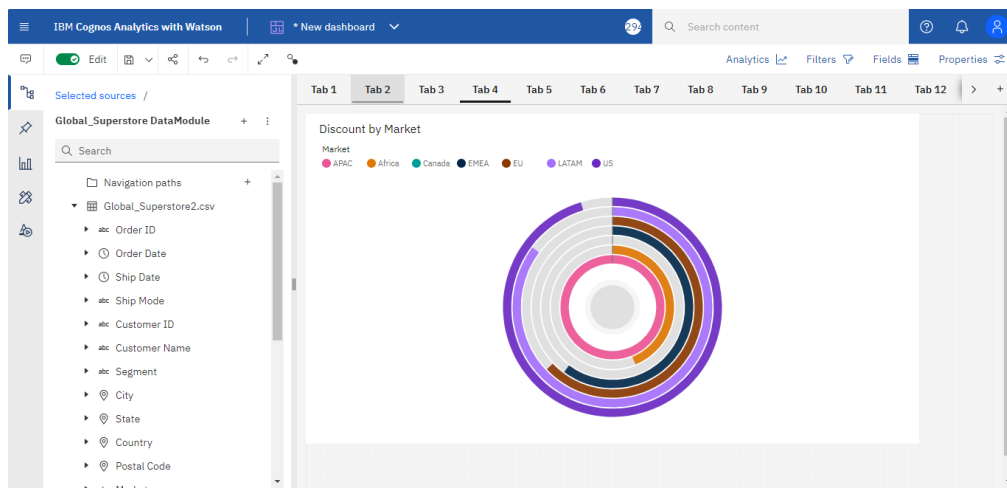 IBM Cognos Analytics with Watson
* New dashboard
294
Search content
Edit
Analytics
Filters
Fields
Properties
Selected sources /
Tab 1 Tab 2 Tab 3 Tab 4 Tab 5 Tab 6 Tab 7 Tab 8 Tab 9 Tab 10 Tab 11 Tab 12
Global_Superstore DataModule
Search
Navigation paths
Global_Superstore2.csv
abc Order ID
Order Date
Ship Date
abc Ship Mode
abc Customer ID
abc Customer Name
abc Segment
City
State
Country
Postal Code
Discount by Market
Market
APAC Africa Canada EMEA EU LATAM US